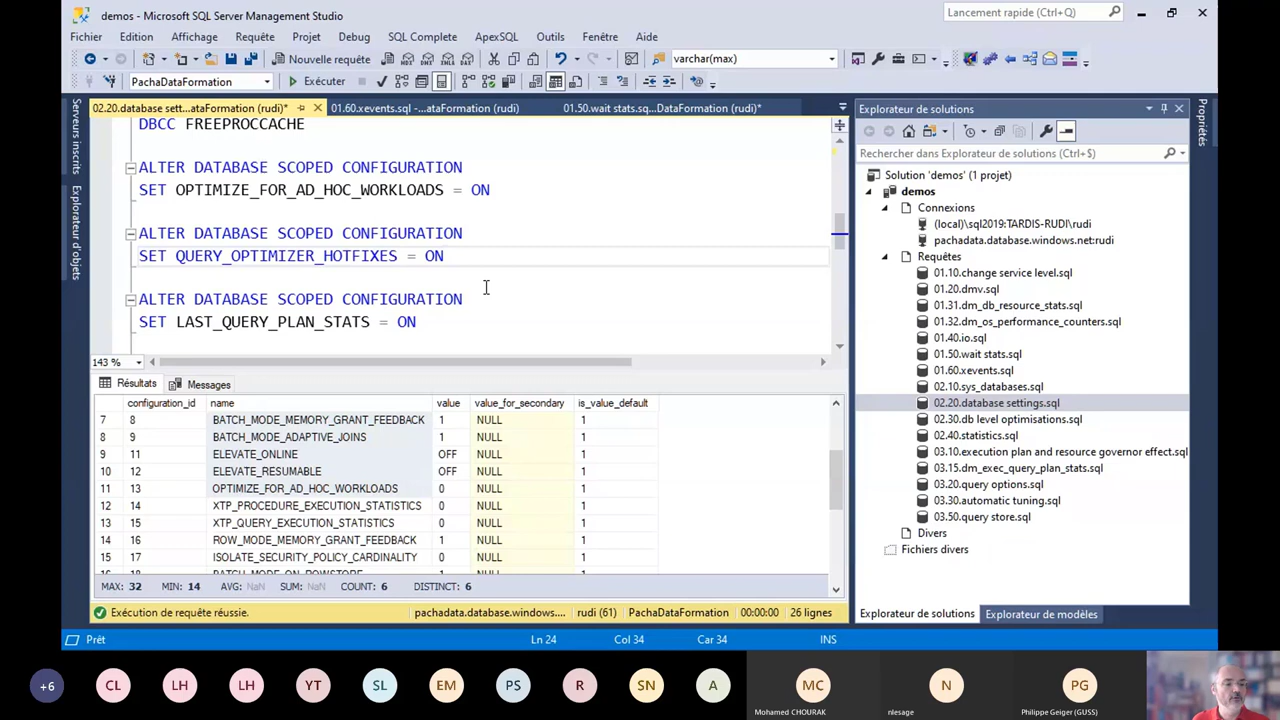 demos - Microsoft SQL Server Management Studio
Lancement rapide (Ctrl+Q)
Fichier Edition Affichage Requête Projet Debug SQL Complete ApexSQL Outils Fenêtre Aide
Nouvelle requête varchar(max)
PachaDataFormation Exécuter
Serveurs inscrits
Explorateur d'objets
02.20.database sett...ataFormation (rudi)* 01.60.xevents.sql -...ataFormation (rudi) 01.50.wait stats.sq...DataFormation (rudi)*
DBCC FREEPROCCACHE
ALTER DATABASE SCOPED CONFIGURATION
SET OPTIMIZE_FOR_AD_HOC_WORKLOADS = ON
ALTER DATABASE SCOPED CONFIGURATION
SET QUERY_OPTIMIZER_HOTFIXES = ON
ALTER DATABASE SCOPED CONFIGURATION
SET LAST_QUERY_PLAN_STATS = ON
143 %
Résultats Messages
configuration_id name value value_for_secondary is_value_default
7 8 BATCH_MODE_MEMORY_GRANT_FEEDBACK 1 NULL 1
8 9 BATCH_MODE_ADAPTIVE_JOINS 1 NULL 1
9 11 ELEVATE_ONLINE OFF NULL 1
10 12 ELEVATE_RESUMABLE OFF NULL 1
11 13 OPTIMIZE_FOR_AD_HOC_WORKLOADS 0 NULL 1
12 14 XTP_PROCEDURE_EXECUTION_STATISTICS 0 NULL 1
13 15 XTP_QUERY_EXECUTION_STATISTICS 0 NULL 1
14 16 ROW_MODE_MEMORY_GRANT_FEEDBACK 1 NULL 1
15 17 ISOLATE_SECURITY_POLICY_CARDINALITY 0 NULL 1
16 18 BATCH_MODE_ON_ROWSTORE 1 NULL 1
MAX: 32 MIN: 14 AVG: NaN SUM: NaN COUNT: 6 DISTINCT: 6
Exécution de requête réussie. pachadata.database.windows.... rudi (61) PachaDataFormation 00:00:00 26 lignes
Explorateur de solutions
Rechercher dans Explorateur de solutions (Ctrl+$)
Solution 'demos' (1 projet)
demos
Connexions
(local)\sql2019:TARDIS-RUDI\rudi
pachadata.database.windows.net:rudi
Requêtes
01.10.change service level.sql
01.20.dmv.sql
01.31.dm_db_resource_stats.sql
01.32.dm_os_performance_counters.sql
01.40.io.sql
01.50.wait stats.sql
01.60.xevents.sql
02.10.sys_databases.sql
02.20.database settings.sql
02.30.db level optimisations.sql
02.40.statistics.sql
03.10.execution plan and resource governor effect.sql
03.15.dm_exec_query_plan_stats.sql
03.20.query options.sql
03.30.automatic tuning.sql
03.50.query store.sql
Divers
Fichiers divers
Explorateur de solutions Explorateur de modèles
Propriétés
Prêt Ln 24 Col 34 Car 34 INS
+6 CL LH LH YT SL EM PS R SN A MC N PG
Mohamed CHOURAK nlesage Philippe Geiger (GUSS)